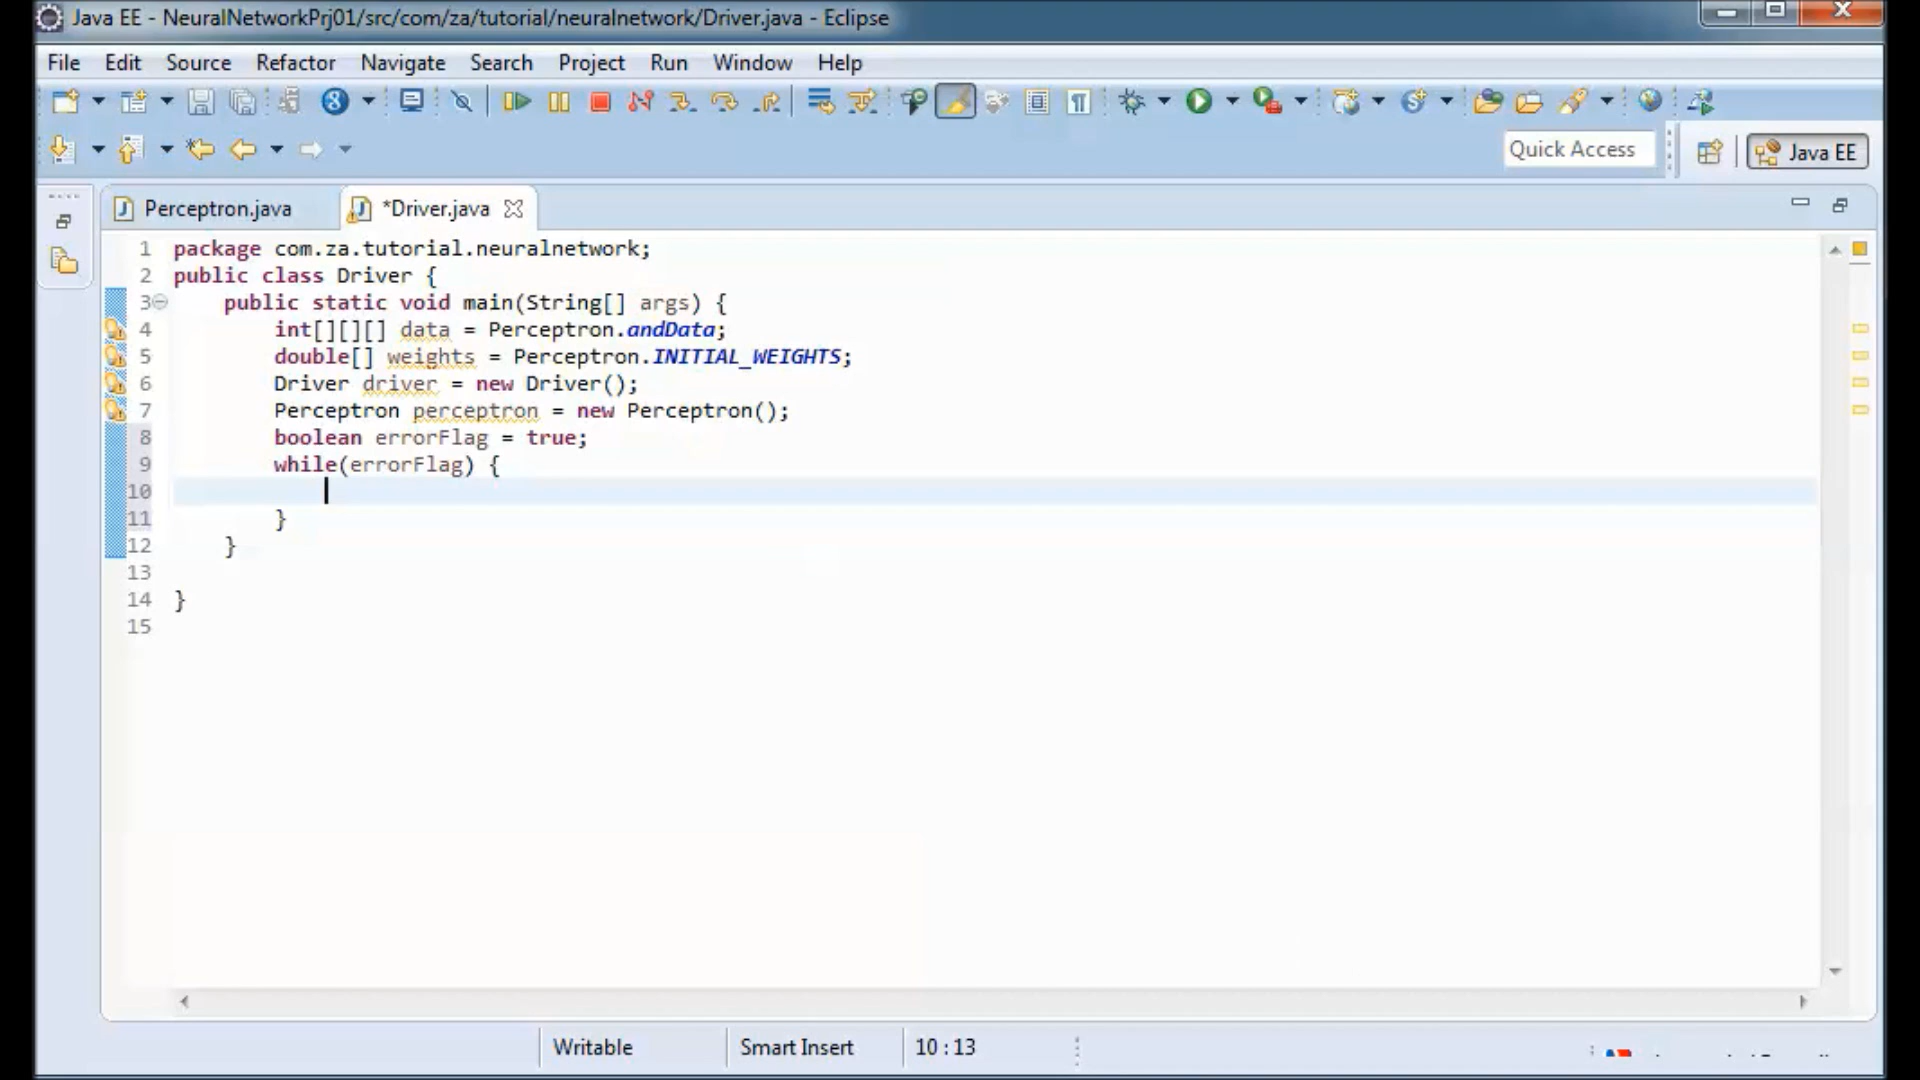 Java EE - NeuralNetworkPrj01/src/com/za/tutorial/neuralnetwork/Driver.java - Eclipse
File Edit Source Refactor Navigate Search Project Run Window Help
Quick Access Java EE
Perceptron.java *Driver.java
1 package com.za.tutorial.neuralnetwork;
2 public class Driver {
3 public static void main(String[] args) {
4 int[][][] data = Perceptron.andData;
5 double[] weights = Perceptron.INITIAL_WEIGHTS;
6 Driver driver = new Driver();
7 Perceptron perceptron = new Perceptron();
8 boolean errorFlag = true;
9 while(errorFlag) {
10
11 }
12 }
13
14 }
15
Writable Smart Insert 10 : 13